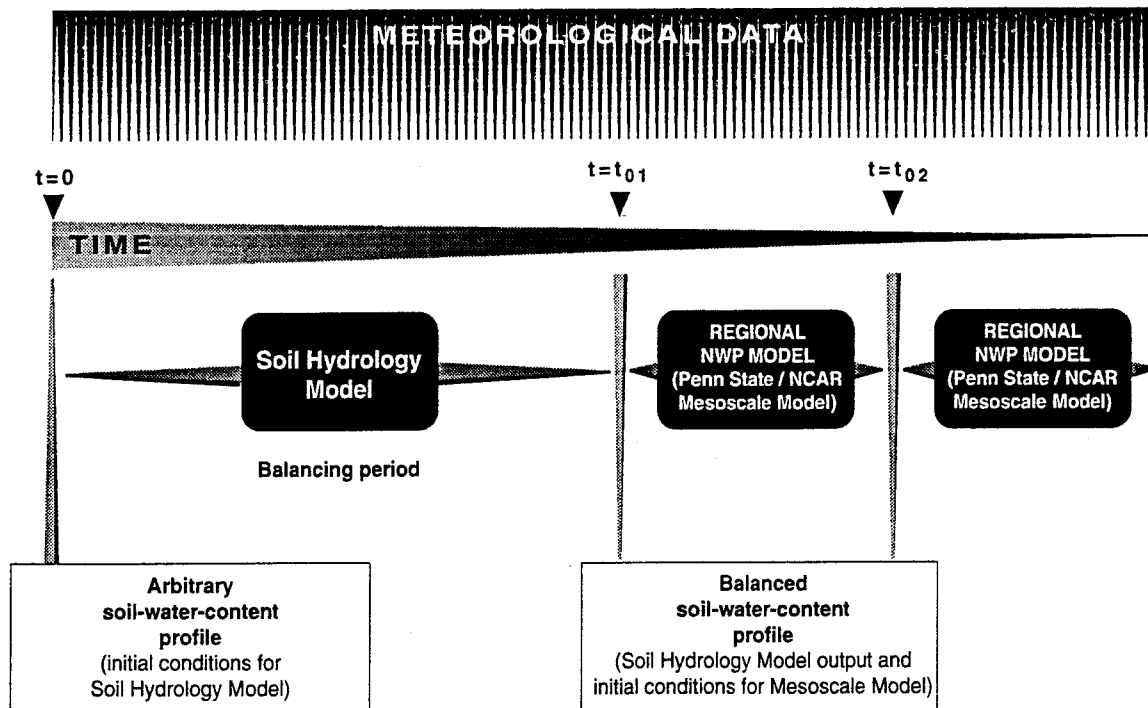 METEOROLOGICAL DATA
t=0
t=t01
t=t02
TIME
Soil Hydrology
Model
REGIONAL
NWP MODEL
(Penn State / NCAR
Mesoscale Model)
REGIONAL
NWP MODEL
(Penn State / NCAR
Mesoscale Model)
Balancing period
Arbitrary
soil-water-content
profile
(initial conditions for
Soil Hydrology Model)
Balanced
soil-water-content
profile
(Soil Hydrology Model output and
initial conditions for Mesoscale Model)